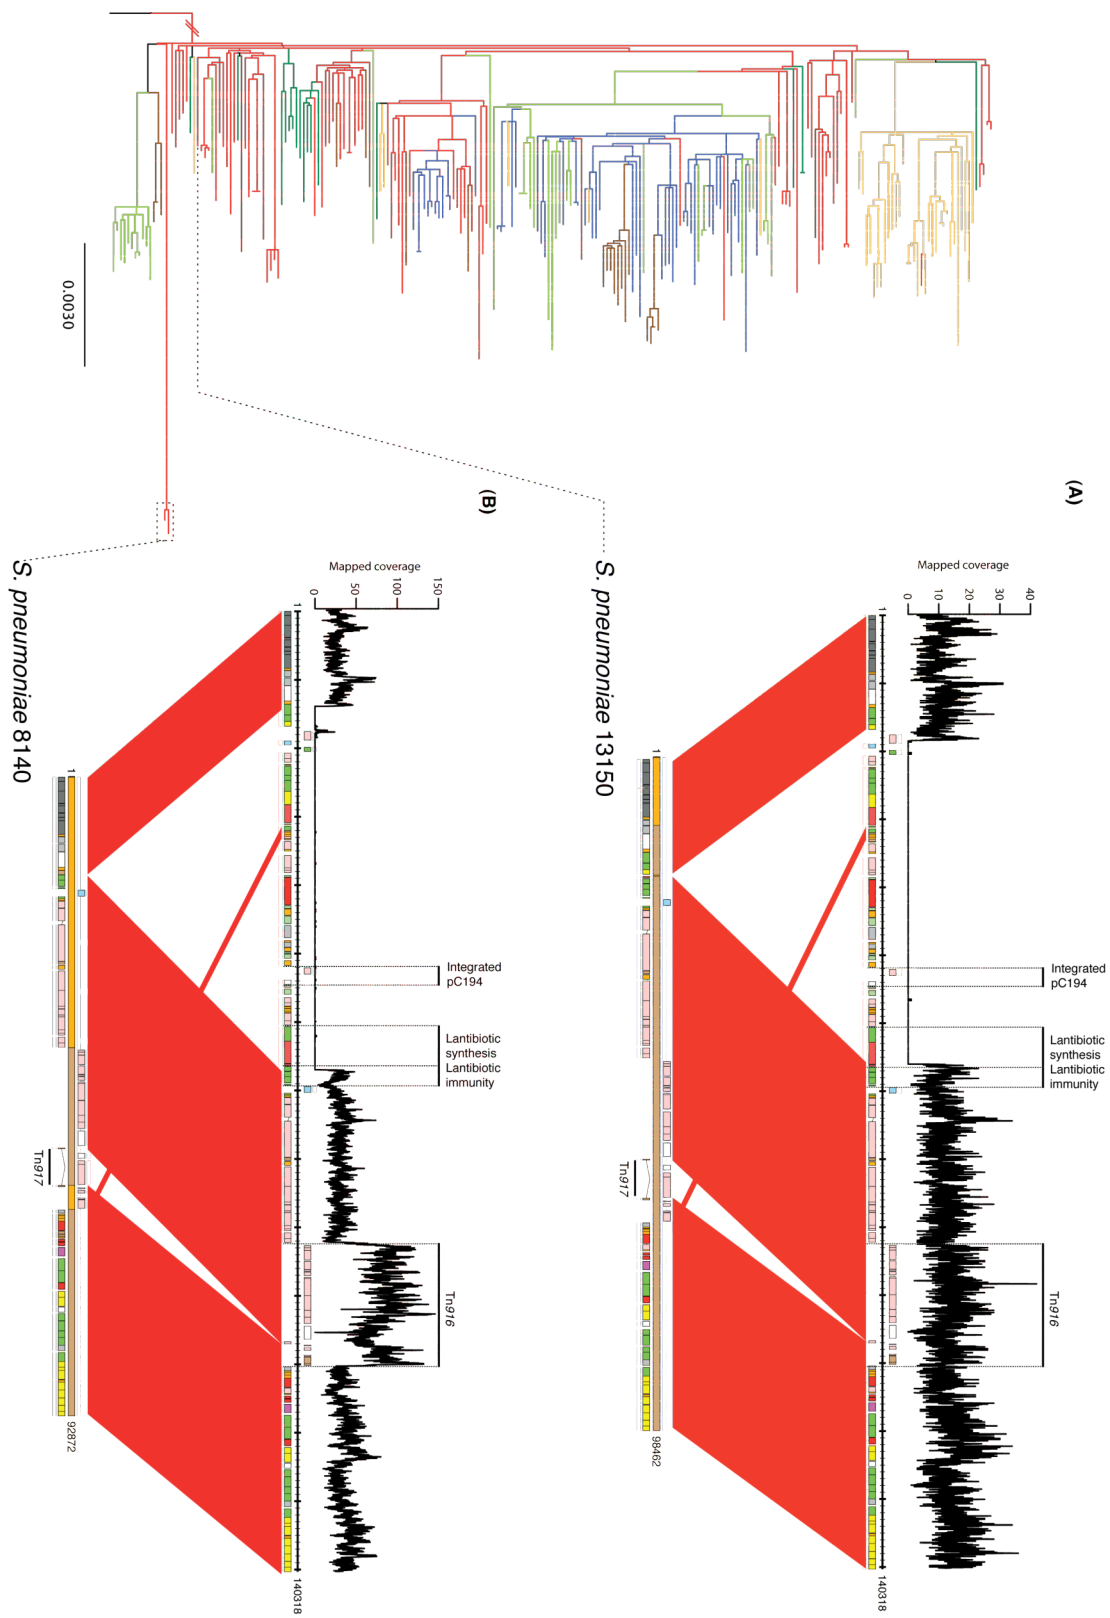 (A)
Mapped coverage
0
10
20
30
40
1
Integrated
pC194
Lantibiotic
synthesis
Lantibiotic
immunity
Tn916
140318
1
Tn917
98462
S. pneumoniae 13150
(B)
Mapped coverage
0
50
100
150
1
Integrated
pC194
Lantibiotic
synthesis
Lantibiotic
immunity
Tn916
140318
1
Tn917
92872
S. pneumoniae 8140
0.0030